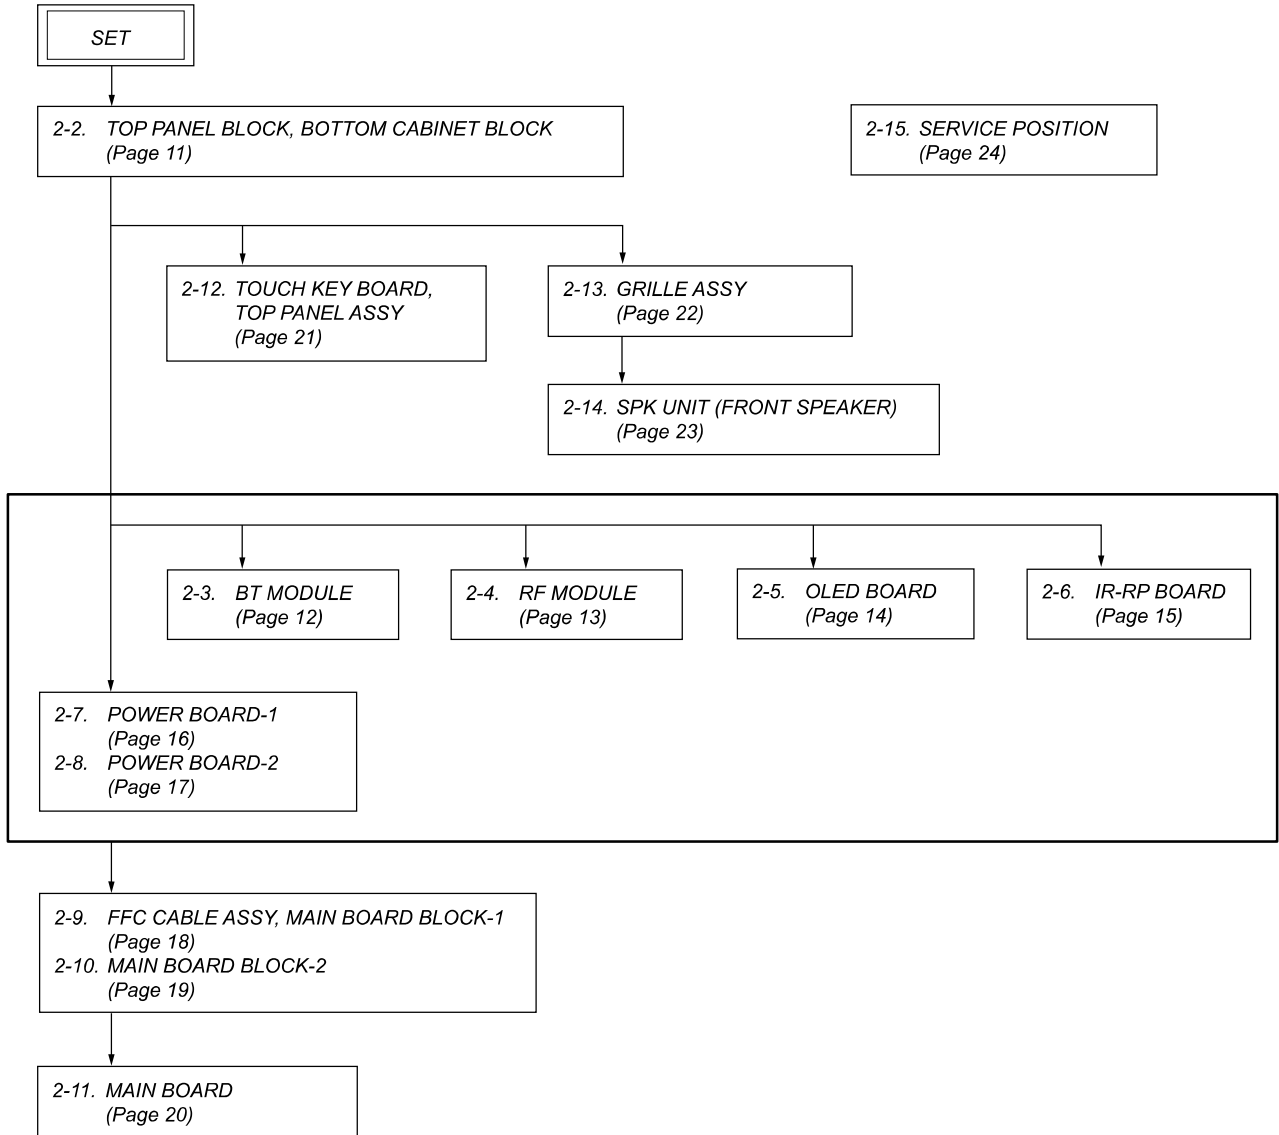 SET
2-2. TOP PANEL BLOCK, BOTTOM CABINET BLOCK
(Page 11)
2-15. SERVICE POSITION
(Page 24)
2-12. TOUCH KEY BOARD,
TOP PANEL ASSY
(Page 21)
2-13. GRILLE ASSY
(Page 22)
2-14. SPK UNIT (FRONT SPEAKER)
(Page 23)
2-3. BT MODULE
(Page 12)
2-4. RF MODULE
(Page 13)
2-5. OLED BOARD
(Page 14)
2-6. IR-RP BOARD
(Page 15)
2-7. POWER BOARD-1
(Page 16)
2-8. POWER BOARD-2
(Page 17)
2-9. FFC CABLE ASSY, MAIN BOARD BLOCK-1
(Page 18)
2-10. MAIN BOARD BLOCK-2
(Page 19)
2-11. MAIN BOARD
(Page 20)